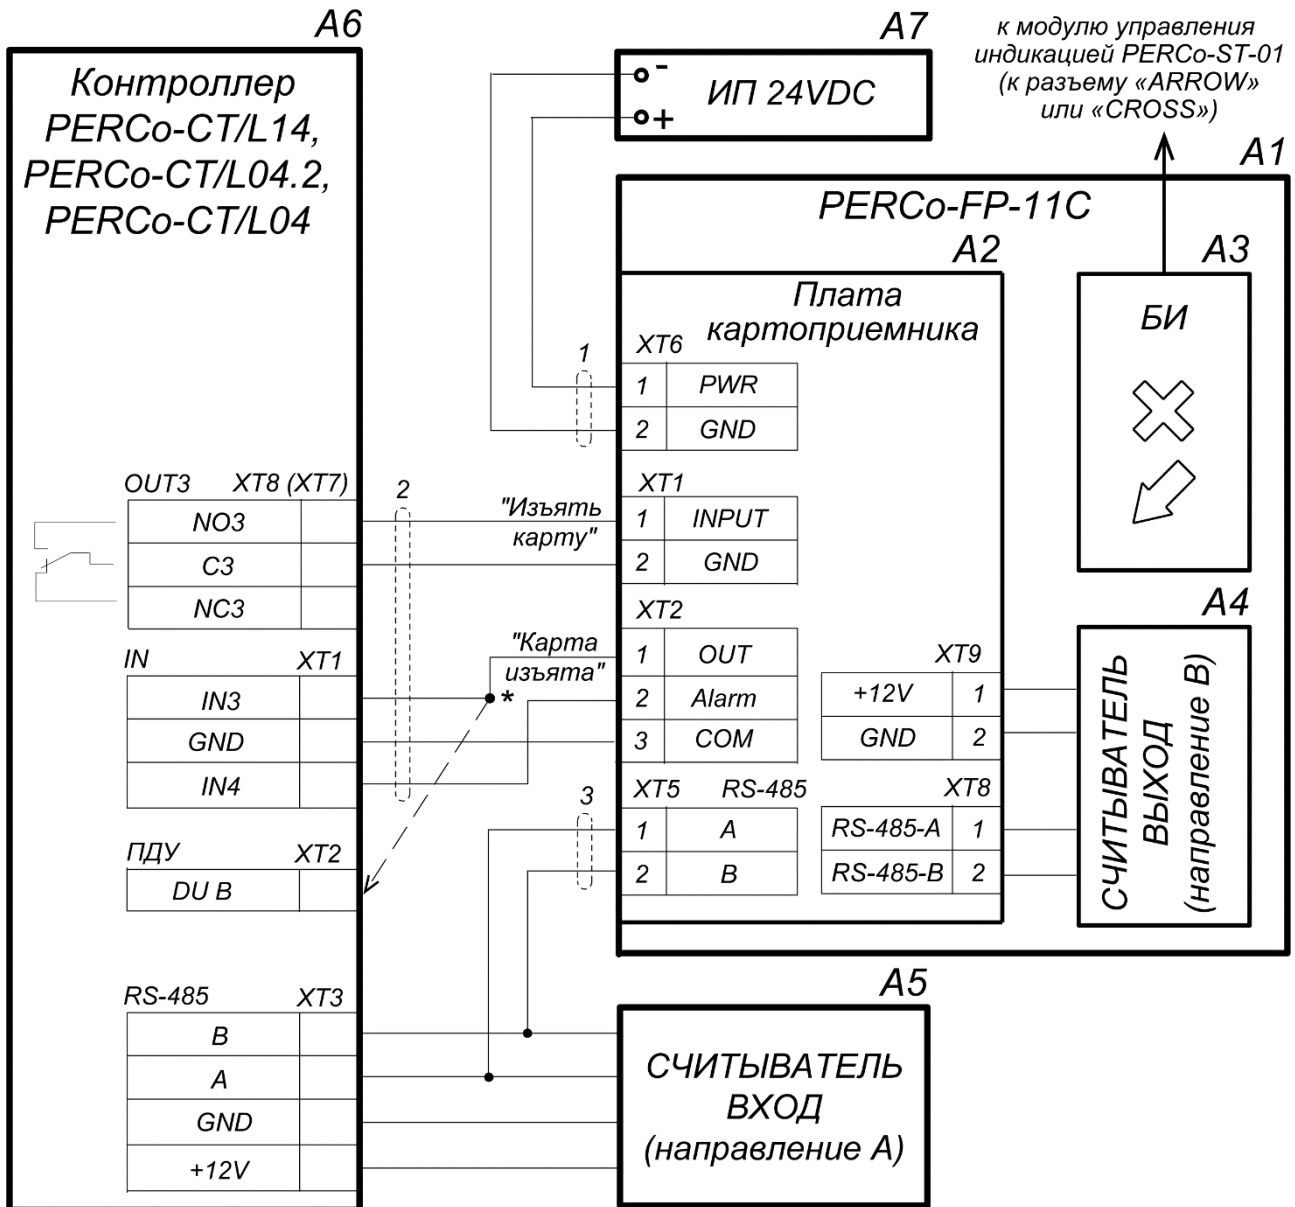 A6
Контроллер
PERCo-CT/L14,
PERCo-CT/L04.2,
PERCo-CT/L04
A7
-
+
ИП 24VDC
к модулю управления
индикацией PERCo-ST-01
(к разъему «ARROW»
или «CROSS»)
A1
PERCo-FP-11C
A2
Плата
картоприемника
A3
БИ
1
XT6
1 PWR
2 GND
OUT3 XT8 (XT7)
NO3
C3
NC3
2
"Изъять
карту"
XT1
1 INPUT
2 GND
IN XT1
IN3
GND
IN4
"Карта
изъята"
*
XT2
1 OUT
2 Alarm
3 COM
XT9
+12V 1
GND 2
A4
СЧИТЫВАТЕЛЬ
ВЫХОД
(направление В)
ПДУ XT2
DU B
3
XT5 RS-485
1 A
2 B
XT8
RS-485-A 1
RS-485-B 2
RS-485 XT3
B
A
GND
+12V
A5
СЧИТЫВАТЕЛЬ
ВХОД
(направление А)